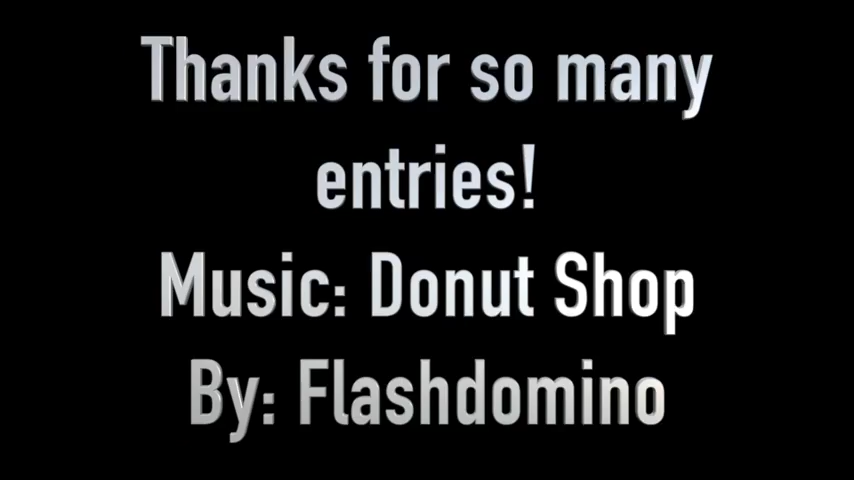 Thanks for so many
entries!
Music: Donut Shop
By: Flashdomino